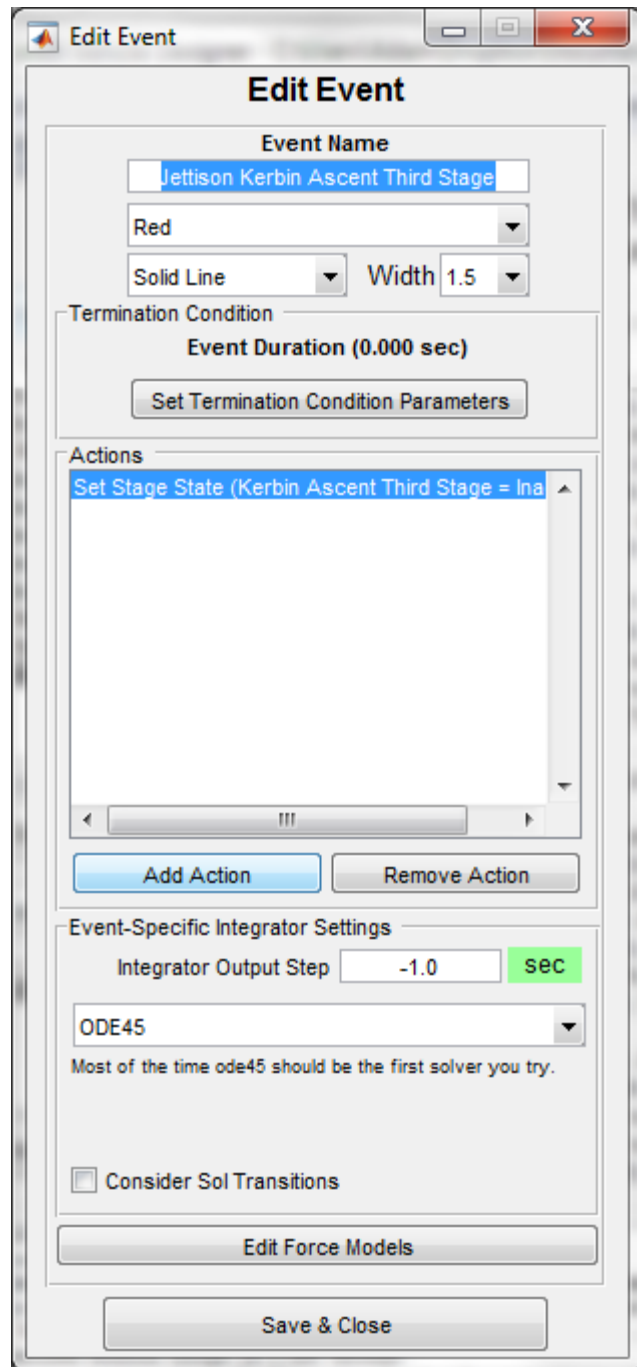 Edit Event
Edit Event
Event Name
Jettison Kerbin Ascent Third Stage
Red
Solid Line Width 1.5
Termination Condition
Event Duration (0.000 sec)
Set Termination Condition Parameters
Actions
Set Stage State (Kerbin Ascent Third Stage = Ina
Add Action Remove Action
Event-Specific Integrator Settings
Integrator Output Step -1.0 sec
ODE45
Most of the time ode45 should be the first solver you try.
Consider SoI Transitions
Edit Force Models
Save & Close